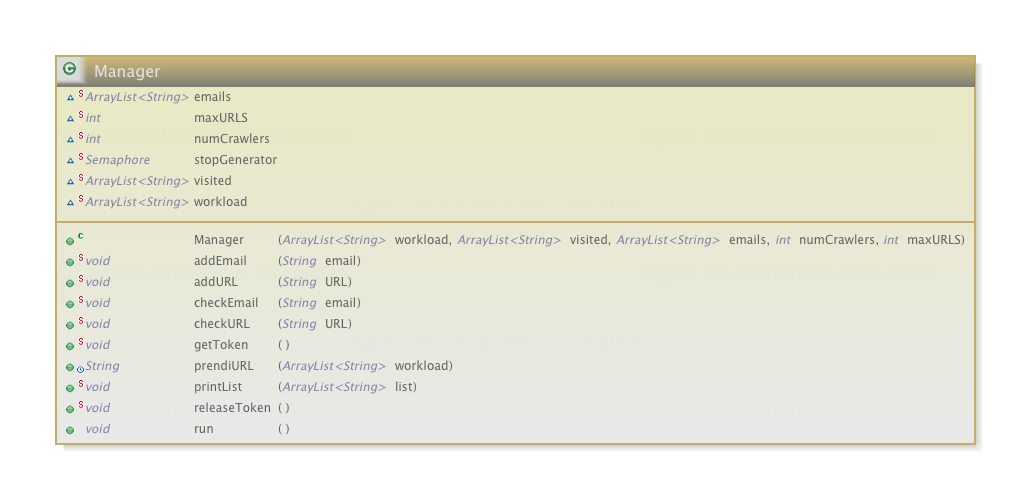 C Manager
S ArrayList<String> emails
S int maxURLS
S int numCrawlers
S Semaphore stopGenerator
S ArrayList<String> visited
S ArrayList<String> workload
C Manager (ArrayList<String> workload, ArrayList<String> visited, ArrayList<String> emails, int numCrawlers, int maxURLS)
S void addEmail (String email)
S void addURL (String URL)
S void checkEmail (String email)
S void checkURL (String URL)
S void getToken ( )
String prendiURL (ArrayList<String> workload)
S void printList (ArrayList<String> list)
S void releaseToken ( )
void run ( )